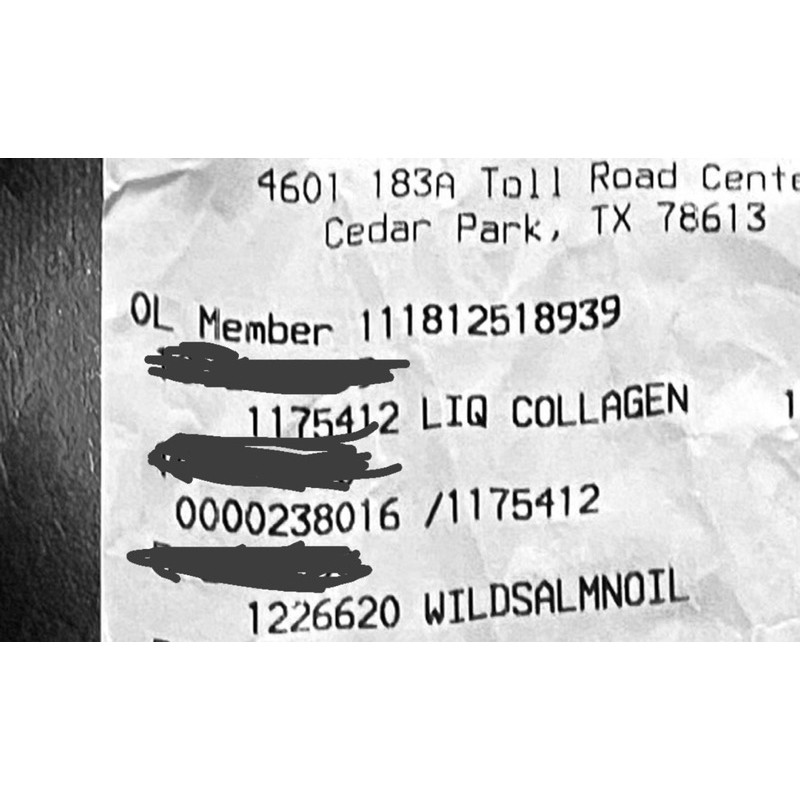 4601 183A Toll Road Cente
Cedar Park, TX 78613
OL Member 111812518939
1175412 LIQ COLLAGEN 1
0000238016 /1175412
1226620 WILDSALMNOIL